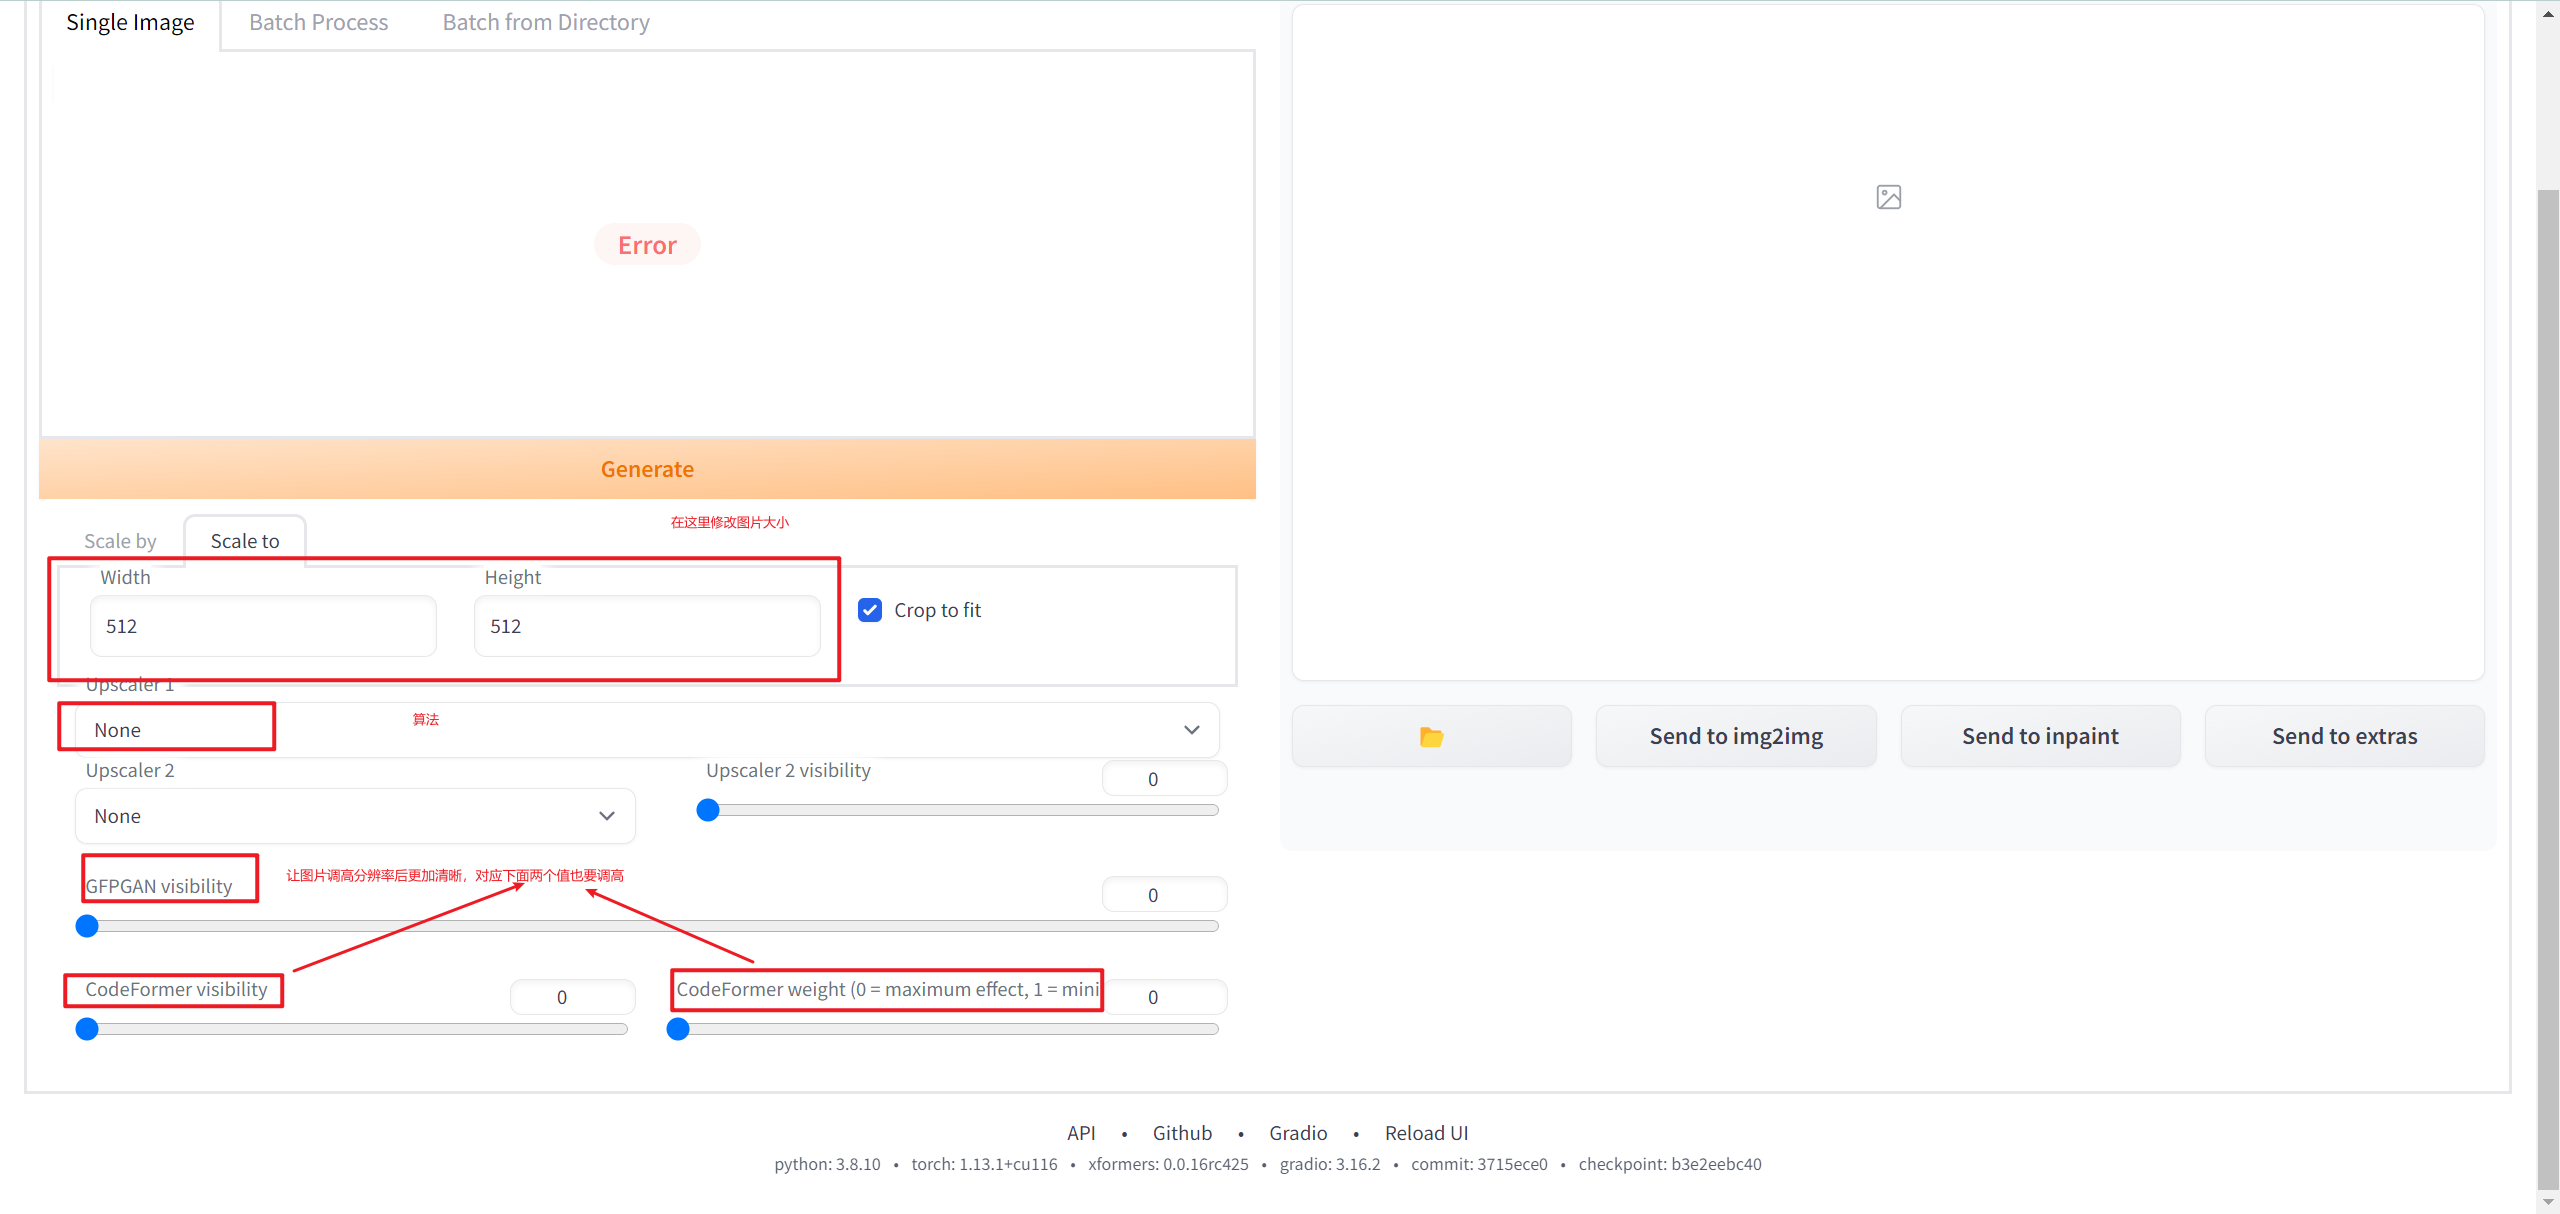 Single Image Batch Process Batch from Directory
Error
Generate
在这里修改图片大小
Scale by Scale to
Width Height
512 512 Crop to fit
Upscaler 1
None 算法
Send to img2img Send to inpaint Send to extras
Upscaler 2 Upscaler 2 visibility 0
None
GFPGAN visibility 让图片调高分辨率后更加清晰，对应下面两个值也要调高 0
CodeFormer visibility 0 CodeFormer weight (0 = maximum effect, 1 = mini 0
API • Github • Gradio • Reload UI
python: 3.8.10 • torch: 1.13.1+cu116 • xformers: 0.0.16rc425 • gradio: 3.16.2 • commit: 3715ece0 • checkpoint: b3e2eebc40